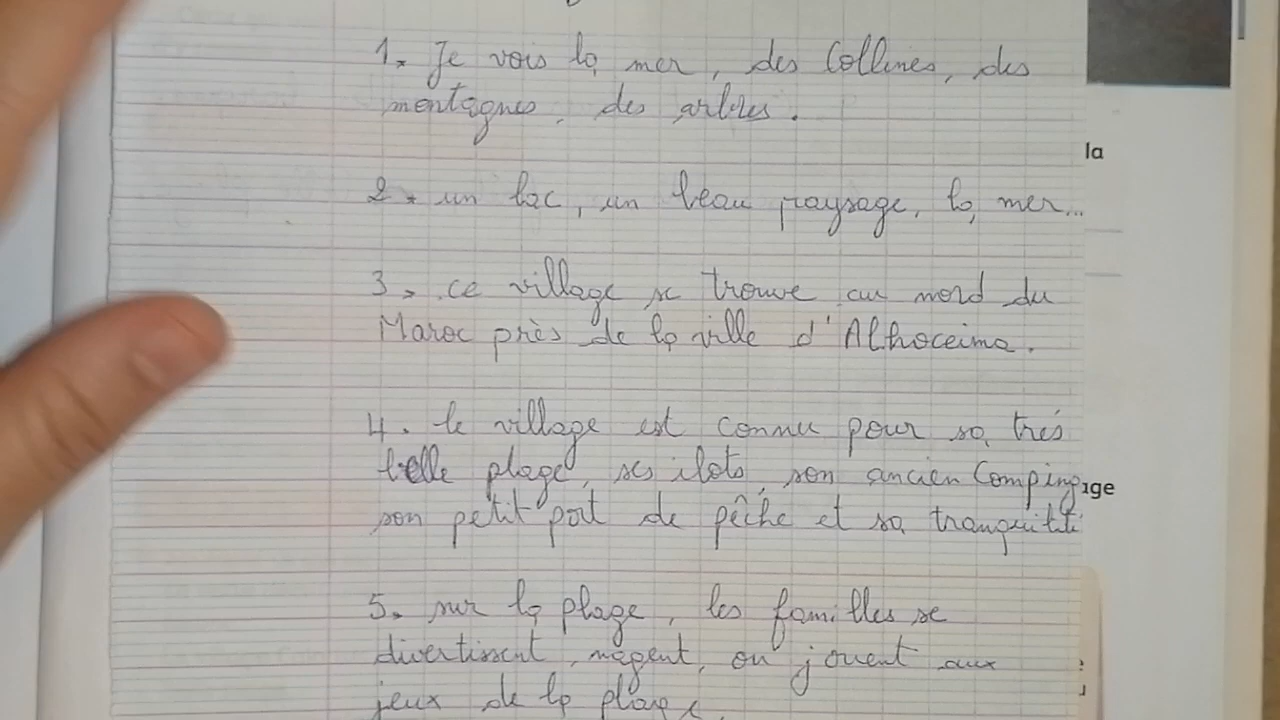 1. Je vois la mer, des Collines, des
montagnes, des arbres.
la
2. un lac, un beau paysage, la mer...
3. ce village se trouve au nord du
Maroc près de la ville d'Alhoceima.
4. le village est connu pour sa trés
belle plage, ses ilots, son ancien Camping
son petit port de pêche et sa tranquitité
age
5. sur la plage, les familles se
divertissent, nagent, ou jouent aux
jeux de la plage.